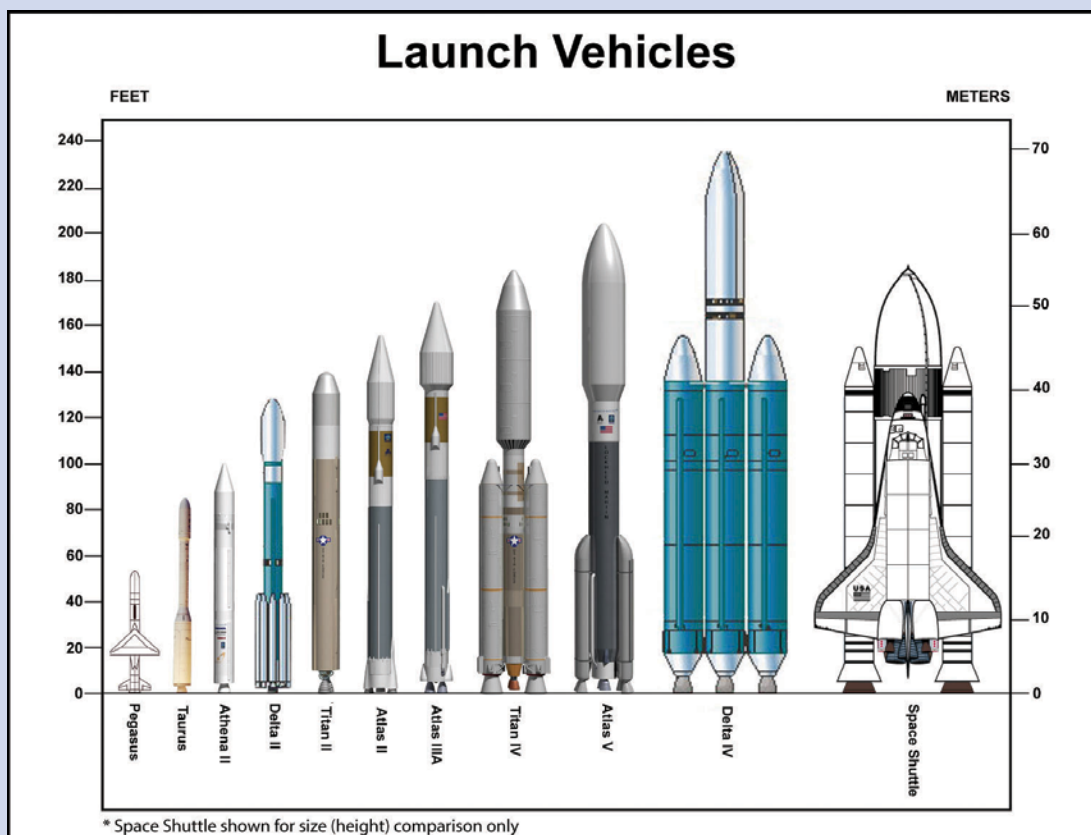 Launch Vehicles
FEET
METERS
240
220
200
180
160
140
120
100
80
60
40
20
0
70
60
50
40
30
20
10
0
USA
Pegasus
Taurus
Athena II
Delta II
Titan II
Atlas II
Atlas IIIA
Titan IV
Atlas V
Delta IV
Space Shuttle
* Space Shuttle shown for size (height) comparison only